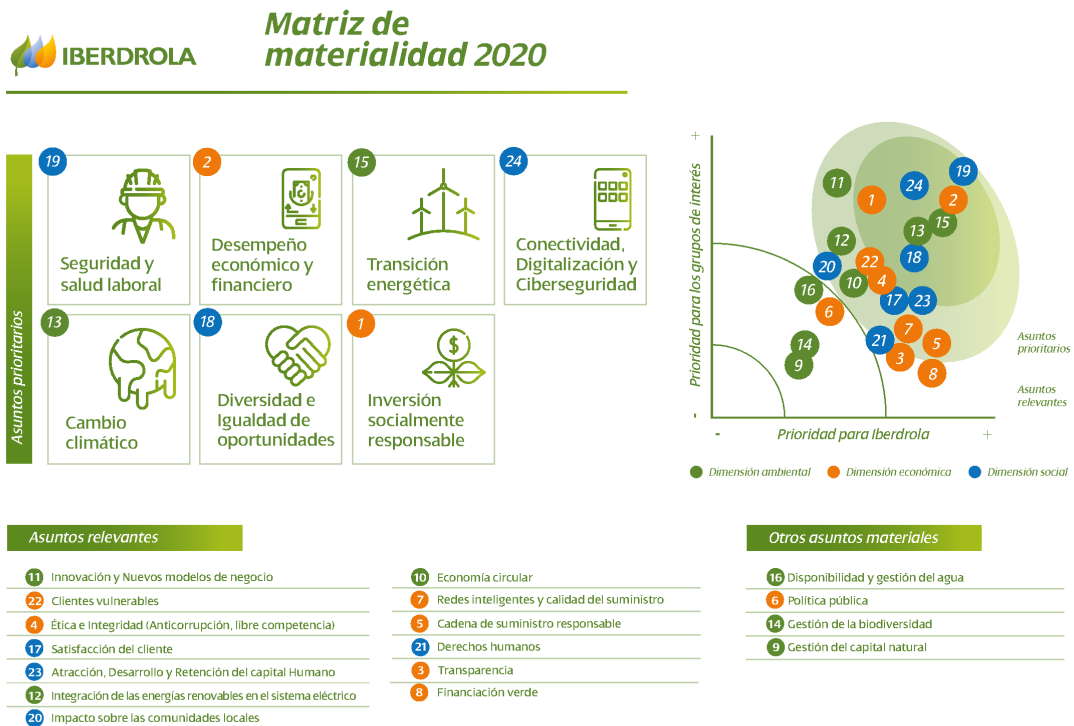 IBERDROLA
Matriz de
materialidad 2020
Asuntos prioritarios
19
Seguridad y
salud laboral
2
Desempeño
económico y
financiero
15
Transición
energética
24
Conectividad,
Digitalización y
Ciberseguridad
13
Cambio
climático
18
Diversidad e
Igualdad de
oportunidades
1
$
Inversión
socialmente
responsable
+
Prioridad para los grupos de interés
-
11
1
24
19
2
15
13
12
18
22
20
4
10
16
17
23
6
7
21
5
14
3
9
8
Asuntos
prioritarios
Asuntos
relevantes
-
Prioridad para Iberdrola
+
Dimensión ambiental
Dimensión económica
Dimensión social
Asuntos relevantes
11 Innovación y Nuevos modelos de negocio
22 Clientes vulnerables
4 Ética e Integridad (Anticorrupción, libre competencia)
17 Satisfacción del cliente
23 Atracción, Desarrollo y Retención del capital Humano
12 Integración de las energías renovables en el sistema eléctrico
20 Impacto sobre las comunidades locales
10 Economía circular
7 Redes inteligentes y calidad del suministro
5 Cadena de suministro responsable
21 Derechos humanos
3 Transparencia
8 Financiación verde
Otros asuntos materiales
16 Disponibilidad y gestión del agua
6 Política pública
14 Gestión de la biodiversidad
9 Gestión del capital natural